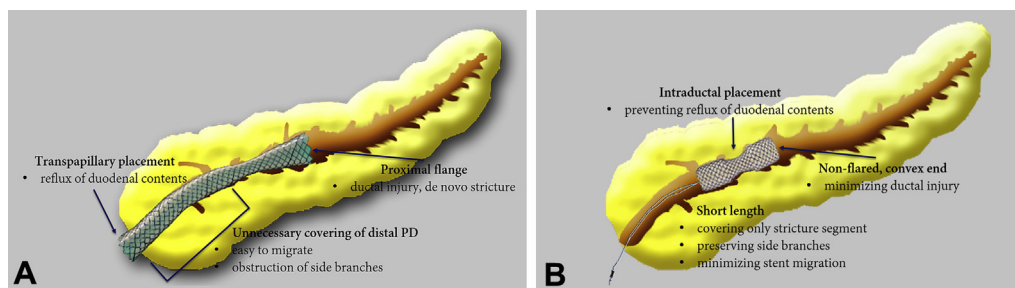 Transpapillary placement
• reflux of duodenal contents
Proximal flange
• ductal injury, de novo stricture
Unnecessary covering of distal PD
• easy to migrate
• obstruction of side branches
A
Intraductal placement
• preventing reflux of duodenal contents
Non-flared, convex end
• minimizing ductal injury
Short length
• covering only stricture segment
• preserving side branches
• minimizing stent migration
B